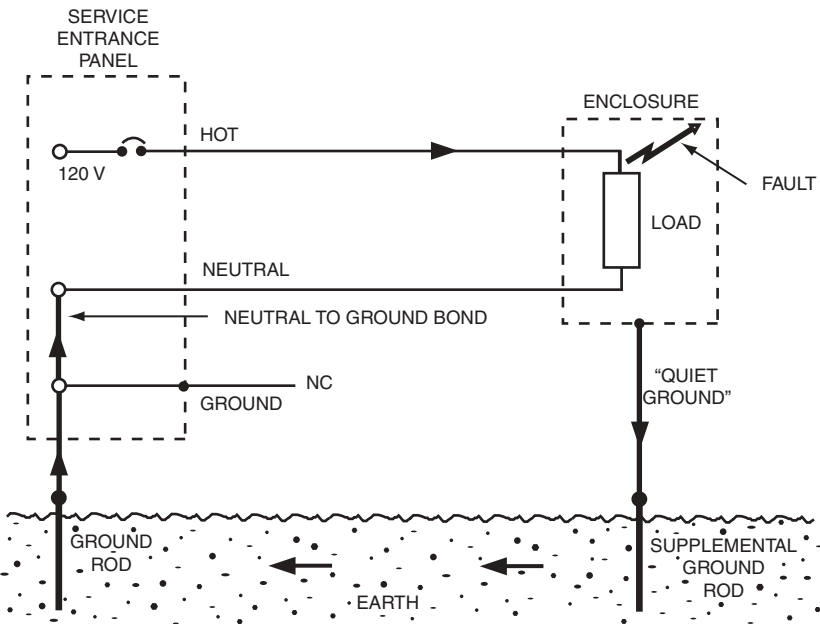 SERVICE
ENTRANCE
PANEL
ENCLOSURE
HOT
120 V
FAULT
LOAD
NEUTRAL
NEUTRAL TO GROUND BOND
NC
GROUND
“QUIET
GROUND”
GROUND
ROD
SUPPLEMENTAL
GROUND
ROD
EARTH